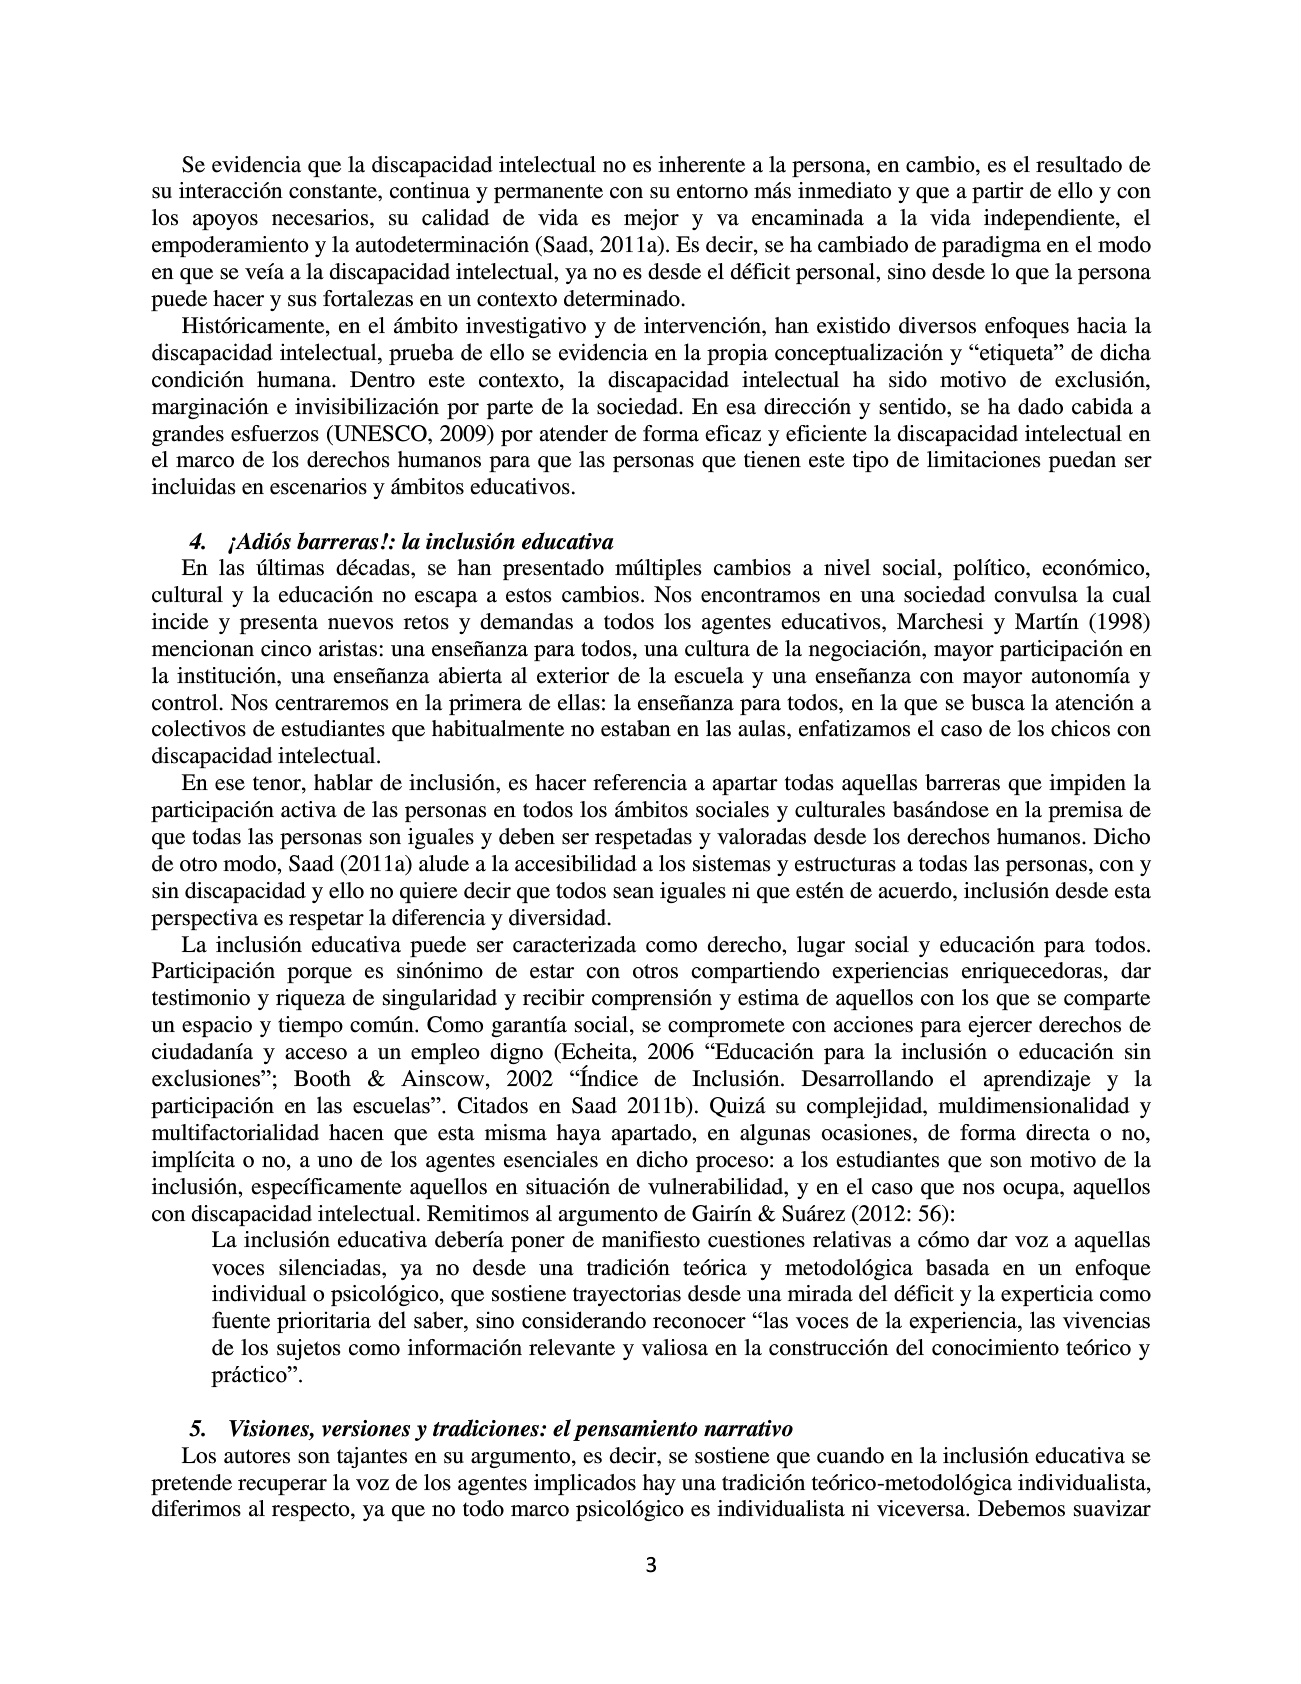 Se evidencia que la discapacidad intelectual no es inherente a la persona, en cambio, es el resultado de
su interacción constante, continua y permanente con su entorno más inmediato y que a partir de ello y con
los apoyos necesarios, su calidad de vida es mejor y va encaminada a la vida independiente, el
empoderamiento y la autodeterminación (Saad, 2011a). Es decir, se ha cambiado de paradigma en el modo
en que se veía a la discapacidad intelectual, ya no es desde el déficit personal, sino desde lo que la persona
puede hacer y sus fortalezas en un contexto determinado.
Históricamente, en el ámbito investigativo y de intervención, han existido diversos enfoques hacia la
discapacidad intelectual, prueba de ello se evidencia en la propia conceptualización y “etiqueta” de dicha
condición humana. Dentro este contexto, la discapacidad intelectual ha sido motivo de exclusión,
marginación e invisibilización por parte de la sociedad. En esa dirección y sentido, se ha dado cabida a
grandes esfuerzos (UNESCO, 2009) por atender de forma eficaz y eficiente la discapacidad intelectual en
el marco de los derechos humanos para que las personas que tienen este tipo de limitaciones puedan ser
incluidas en escenarios y ámbitos educativos.
4. ¡Adiós barreras!: la inclusión educativa
En las últimas décadas, se han presentado múltiples cambios a nivel social, político, económico,
cultural y la educación no escapa a estos cambios. Nos encontramos en una sociedad convulsa la cual
incide y presenta nuevos retos y demandas a todos los agentes educativos, Marchesi y Martín (1998)
mencionan cinco aristas: una enseñanza para todos, una cultura de la negociación, mayor participación en
la institución, una enseñanza abierta al exterior de la escuela y una enseñanza con mayor autonomía y
control. Nos centraremos en la primera de ellas: la enseñanza para todos, en la que se busca la atención a
colectivos de estudiantes que habitualmente no estaban en las aulas, enfatizamos el caso de los chicos con
discapacidad intelectual.
En ese tenor, hablar de inclusión, es hacer referencia a apartar todas aquellas barreras que impiden la
participación activa de las personas en todos los ámbitos sociales y culturales basándose en la premisa de
que todas las personas son iguales y deben ser respetadas y valoradas desde los derechos humanos. Dicho
de otro modo, Saad (2011a) alude a la accesibilidad a los sistemas y estructuras a todas las personas, con y
sin discapacidad y ello no quiere decir que todos sean iguales ni que estén de acuerdo, inclusión desde esta
perspectiva es respetar la diferencia y diversidad.
La inclusión educativa puede ser caracterizada como derecho, lugar social y educación para todos.
Participación porque es sinónimo de estar con otros compartiendo experiencias enriquecedoras, dar
testimonio y riqueza de singularidad y recibir comprensión y estima de aquellos con los que se comparte
un espacio y tiempo común. Como garantía social, se compromete con acciones para ejercer derechos de
ciudadanía y acceso a un empleo digno (Echeita, 2006 “Educación para la inclusión o educación sin
exclusiones”; Booth & Ainscow, 2002 “Índice de Inclusión. Desarrollando el aprendizaje y la
participación en las escuelas”. Citados en Saad 2011b). Quizá su complejidad, muldimensionalidad y
multifactorialidad hacen que esta misma haya apartado, en algunas ocasiones, de forma directa o no,
implícita o no, a uno de los agentes esenciales en dicho proceso: a los estudiantes que son motivo de la
inclusión, específicamente aquellos en situación de vulnerabilidad, y en el caso que nos ocupa, aquellos
con discapacidad intelectual. Remitimos al argumento de Gairín & Suárez (2012: 56):
La inclusión educativa debería poner de manifiesto cuestiones relativas a cómo dar voz a aquellas
voces silenciadas, ya no desde una tradición teórica y metodológica basada en un enfoque
individual o psicológico, que sostiene trayectorias desde una mirada del déficit y la experticia como
fuente prioritaria del saber, sino considerando reconocer “las voces de la experiencia, las vivencias
de los sujetos como información relevante y valiosa en la construcción del conocimiento teórico y
práctico”.
5. Visiones, versiones y tradiciones: el pensamiento narrativo
Los autores son tajantes en su argumento, es decir, se sostiene que cuando en la inclusión educativa se
pretende recuperar la voz de los agentes implicados hay una tradición teórico-metodológica individualista,
diferimos al respecto, ya que no todo marco psicológico es individualista ni viceversa. Debemos suavizar
3